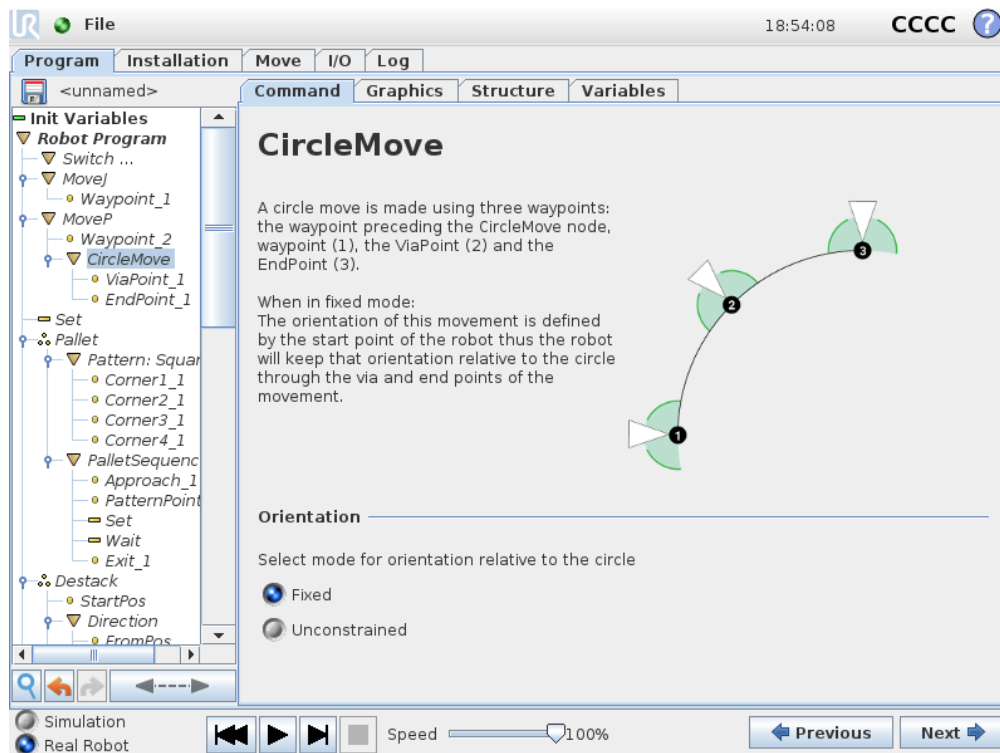 UR File 18:54:08 CCCC ?
Program Installation Move I/O Log
<unnamed> Command Graphics Structure Variables
Init Variables
Robot Program
Switch ...
MoveJ
Waypoint_1
MoveP
Waypoint_2
CircleMove
ViaPoint_1
EndPoint_1
Set
Pallet
Pattern: Squar
Corner1_1
Corner2_1
Corner3_1
Corner4_1
PalletSequenc
Approach_1
PatternPoint
Set
Wait
Exit_1
Destack
StartPos
Direction
FromPos
CircleMove
A circle move is made using three waypoints:
the waypoint preceding the CircleMove node,
waypoint (1), the ViaPoint (2) and the
EndPoint (3).
When in fixed mode:
The orientation of this movement is defined
by the start point of the robot thus the robot
will keep that orientation relative to the circle
through the via and end points of the
movement.
3
2
1
Orientation
Select mode for orientation relative to the circle
Fixed
Unconstrained
Simulation
Real Robot
Speed 100%
Previous Next